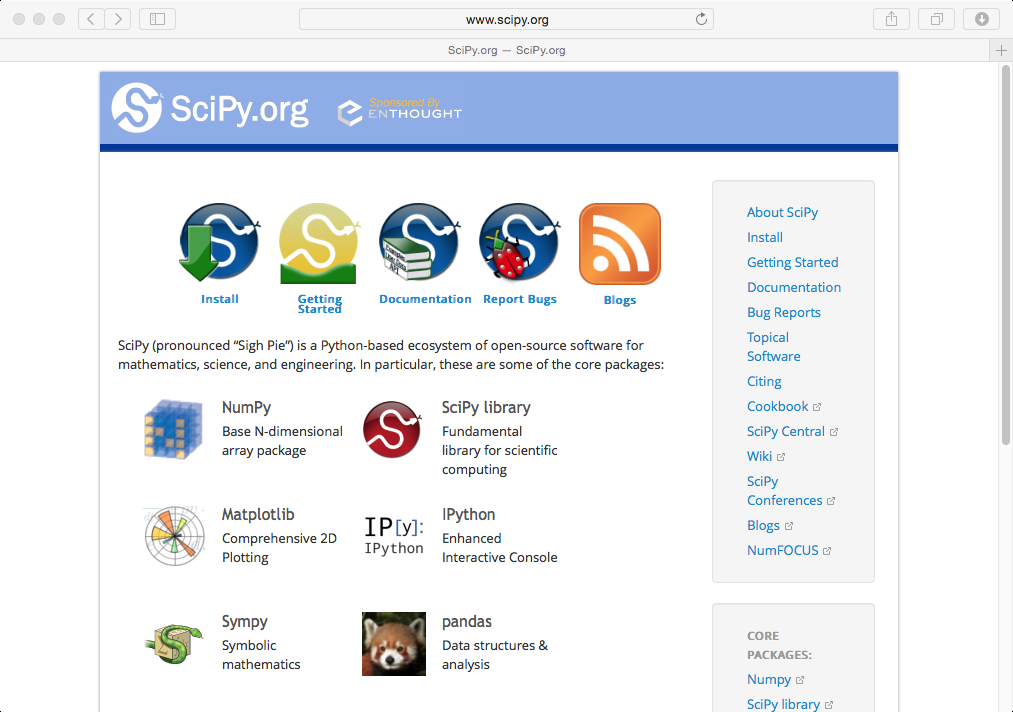 www.scipy.org
SciPy.org — SciPy.org
SciPy.org
Sponsored By
ENTHOUGHT
Install
Getting
Started
Documentation
Report Bugs
Blogs
SciPy (pronounced “Sigh Pie”) is a Python-based ecosystem of open-source software for
mathematics, science, and engineering. In particular, these are some of the core packages:
NumPy
Base N-dimensional
array package
SciPy library
Fundamental
library for scientific
computing
Matplotlib
Comprehensive 2D
Plotting
IP[y]:
IPython
IPython
Enhanced
Interactive Console
Sympy
Symbolic
mathematics
pandas
Data structures &
analysis
About SciPy
Install
Getting Started
Documentation
Bug Reports
Topical
Software
Citing
Cookbook
SciPy Central
Wiki
SciPy
Conferences
Blogs
NumFOCUS
CORE
PACKAGES:
Numpy
SciPy library